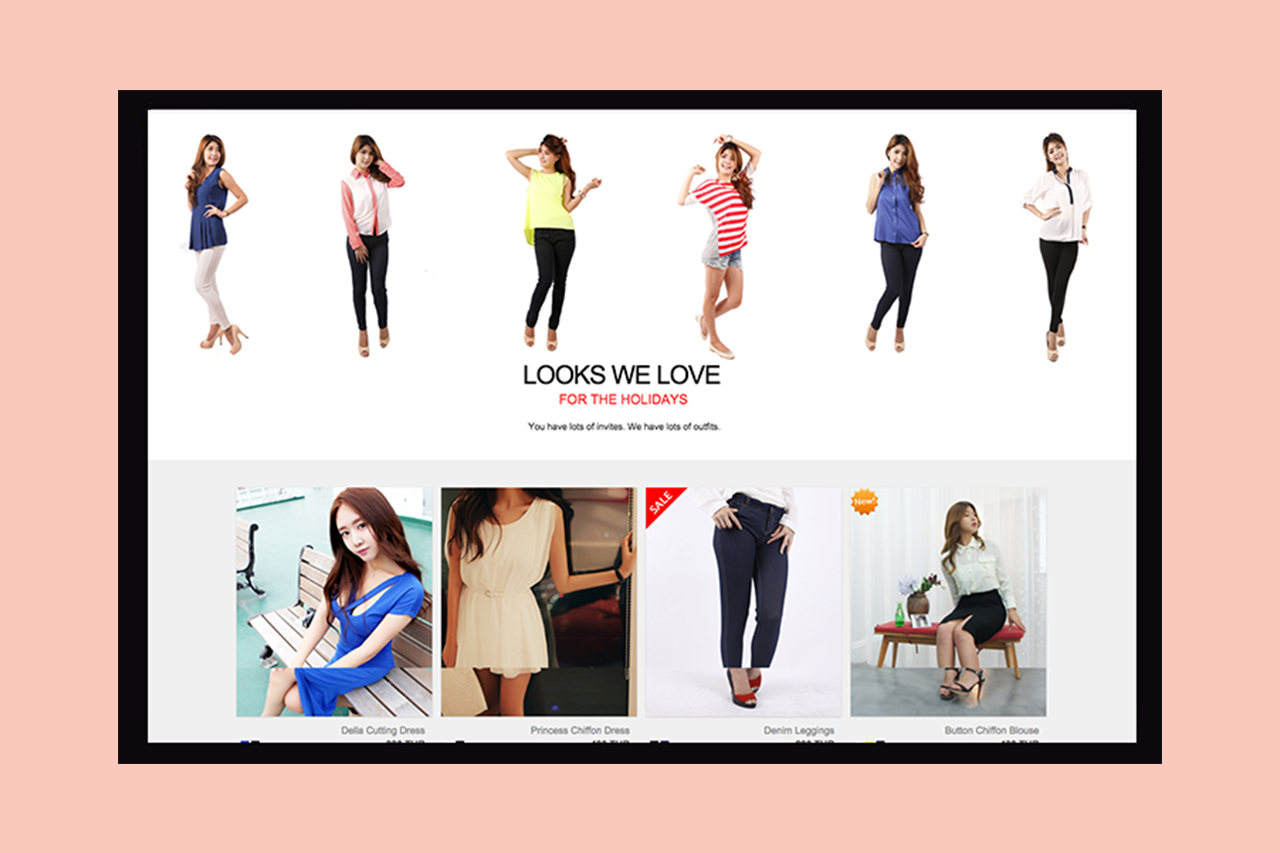 LOOKS WE LOVE
FOR THE HOLIDAYS
You have lots of invites. We have lots of outfits.
SALE
New!
Della Cutting Dress
Princess Chiffon Dress
Denim Leggings
Button Chiffon Blouse